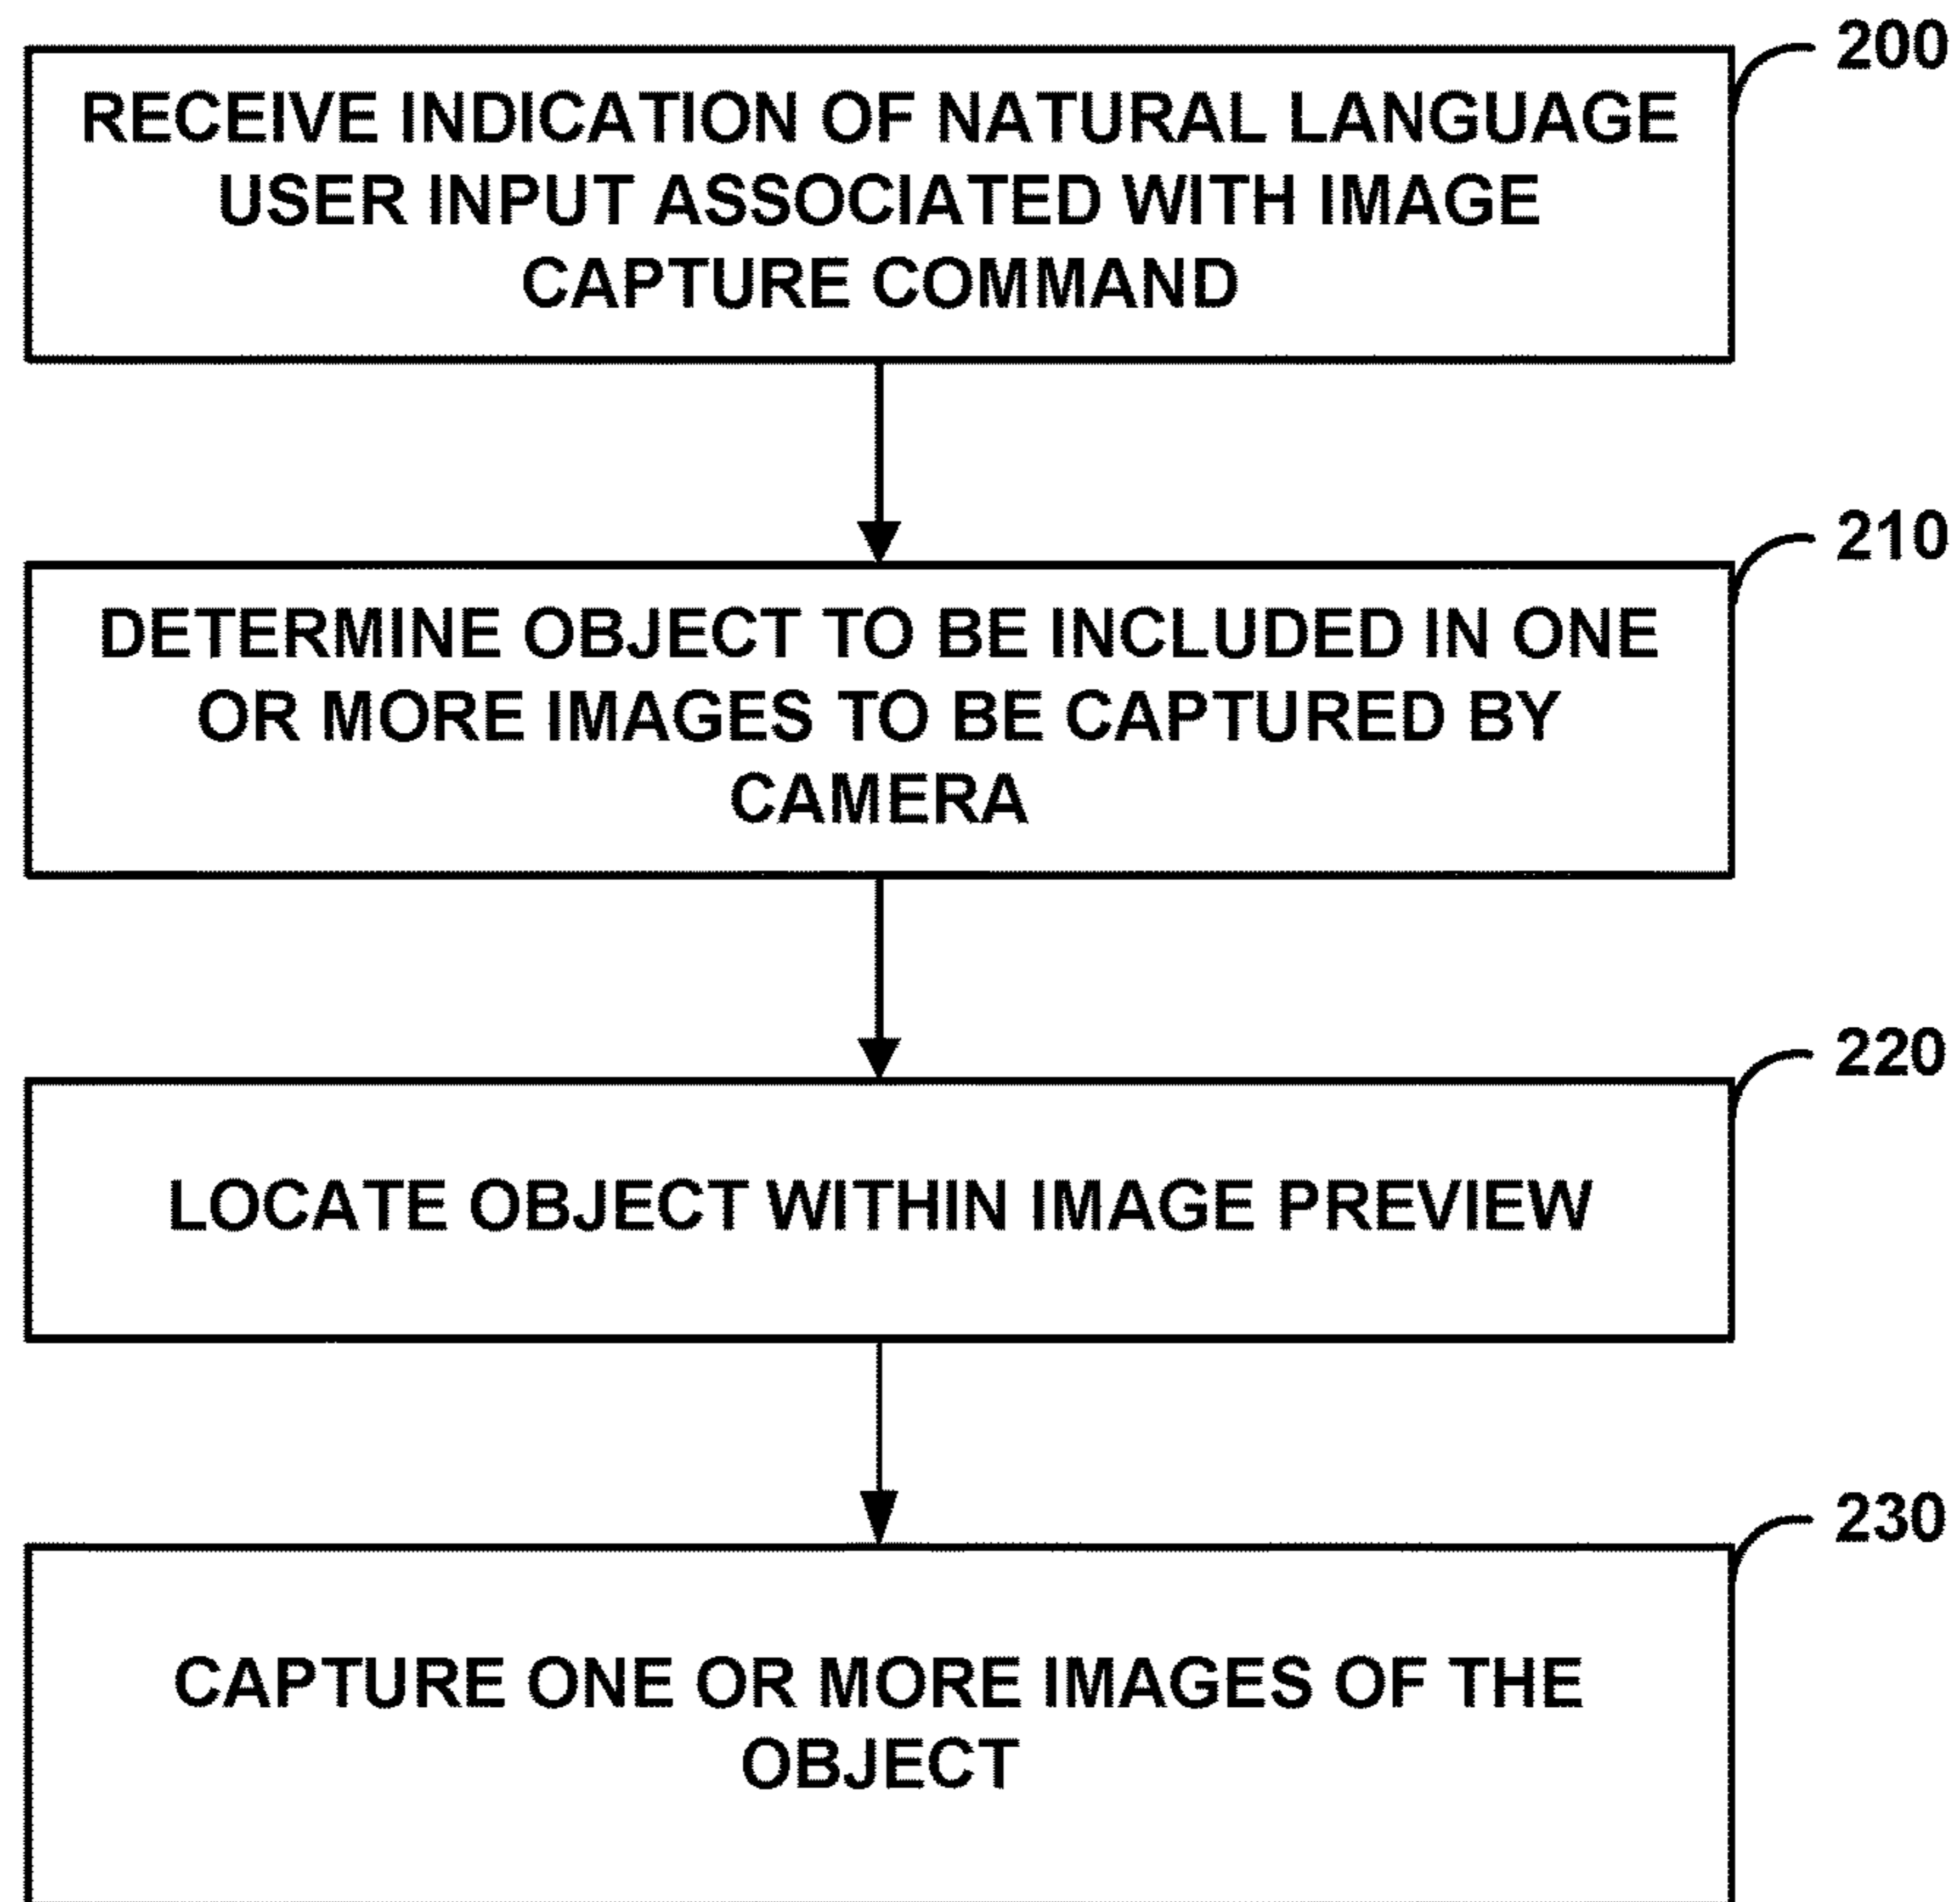 200
RECEIVE INDICATION OF NATURAL LANGUAGE
USER INPUT ASSOCIATED WITH IMAGE
CAPTURE COMMAND
210
DETERMINE OBJECT TO BE INCLUDED IN ONE
OR MORE IMAGES TO BE CAPTURED BY
CAMERA
220
LOCATE OBJECT WITHIN IMAGE PREVIEW
230
CAPTURE ONE OR MORE IMAGES OF THE
OBJECT